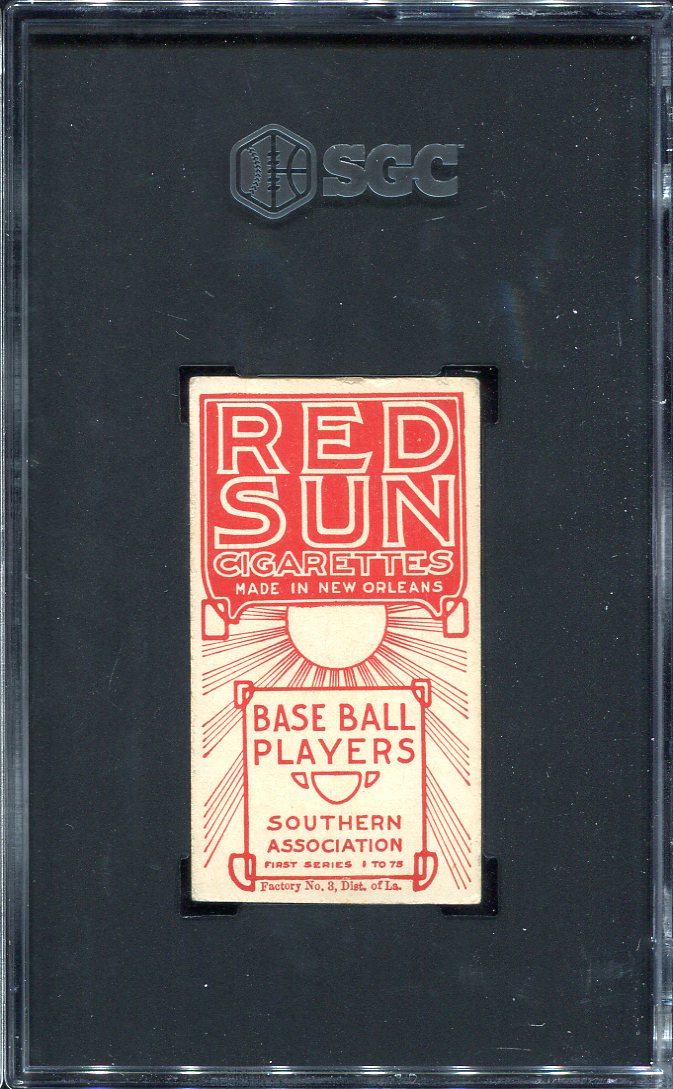 SGC
RED
SUN
CIGARETTES
MADE IN NEW ORLEANS
BASE BALL
PLAYERS
SOUTHERN
ASSOCIATION
FIRST SERIES 1 TO 75
Factory No. 3, Dist. of La.